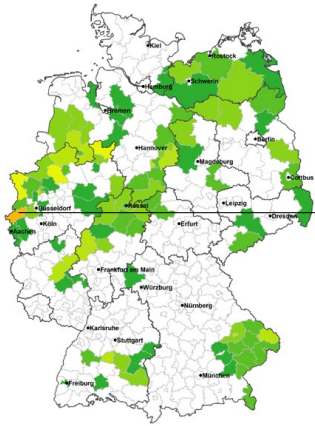 Kiel
Rostock
Schwerin
Hamburg
Bremen
Berlin
Hannover
Magdeburg
Cottbus
Kassel
Düsseldorf
Leipzig
Dresden
Köln
Erfurt
Aachen
Frankfurt am Main
Würzburg
Nürnberg
Karlsruhe
Stuttgart
München
Freiburg